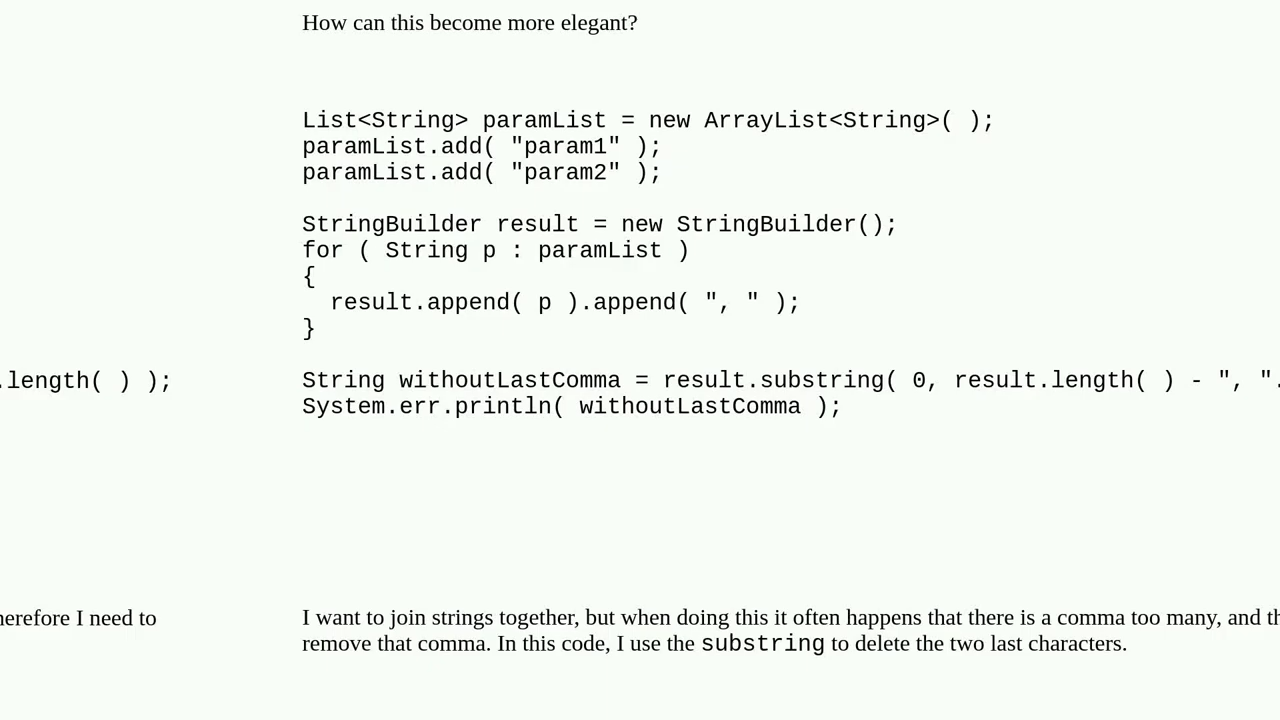 How can this become more elegant?
List<String> paramList = new ArrayList<String>( );
paramList.add( "param1" );
paramList.add( "param2" );
StringBuilder result = new StringBuilder();
for ( String p : paramList )
{
result.append( p ).append( ", " );
}
String withoutLastComma = result.substring( 0, result.length( ) - ", ".
.length( ) );
System.err.println( withoutLastComma );
I want to join strings together, but when doing this it often happens that there is a comma too many, and th
herefore I need to
remove that comma. In this code, I use the substring to delete the two last characters.